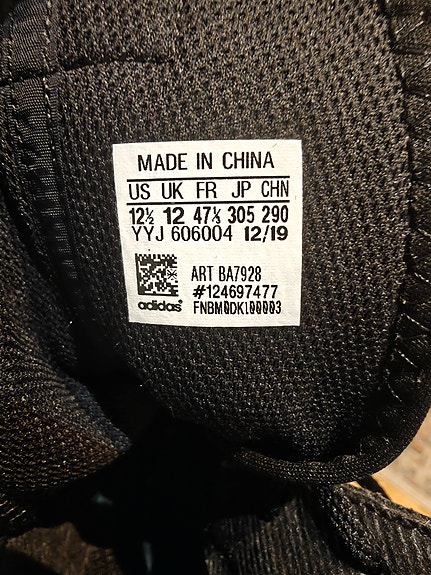 MADE IN CHINA
US UK FR JP CHN
12½ 12 47⅓ 305 290
YYJ 606004 12/19
ART BA7928
#124697477
adidas FNBM0DK100003